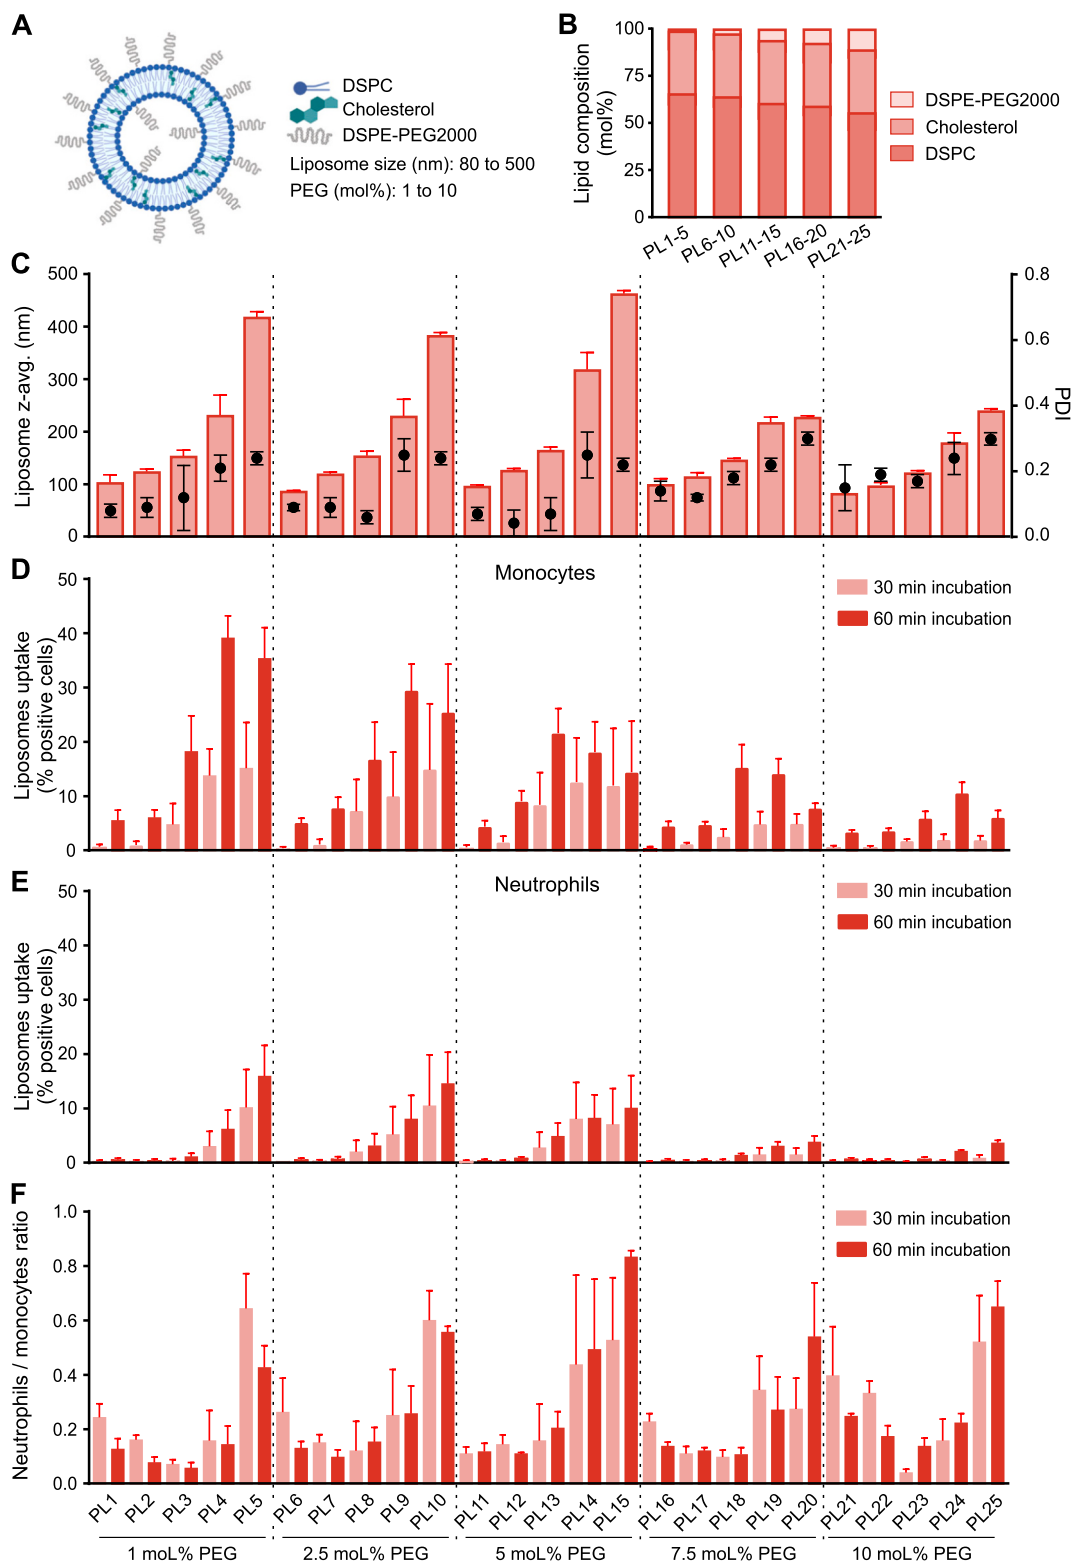 A
DSPC
Cholesterol
DSPE-PEG2000
Liposome size (nm): 80 to 500
PEG (mol%): 1 to 10
B
Lipid composition
(mol%)
100
75
50
25
0
DSPE-PEG2000
Cholesterol
DSPC
PL1-5
PL6-10
PL11-15
PL16-20
PL21-25
C
Liposome z-avg. (nm)
500
400
300
200
100
0
0.8
0.6
0.4
0.2
0.0
PDI
D
Monocytes
Liposomes uptake
(% positive cells)
50
40
30
20
10
0
30 min incubation
60 min incubation
E
Neutrophils
Liposomes uptake
(% positive cells)
50
40
30
20
10
0
30 min incubation
60 min incubation
F
Neutrophils / monocytes ratio
1.0
0.8
0.6
0.4
0.2
0.0
30 min incubation
60 min incubation
PL1
PL2
PL3
PL4
PL5
PL6
PL7
PL8
PL9
PL10
PL11
PL12
PL13
PL14
PL15
PL16
PL17
PL18
PL19
PL20
PL21
PL22
PL23
PL24
PL25
1 moL% PEG
2.5 moL% PEG
5 moL% PEG
7.5 moL% PEG
10 moL% PEG